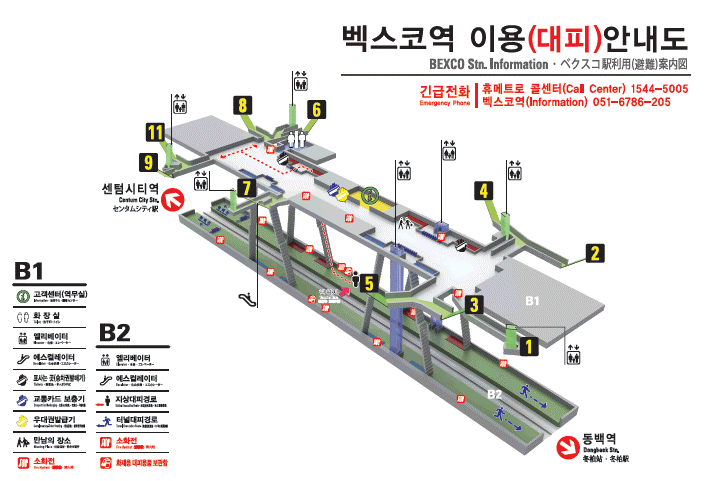 벡스코역 이용(대피)안내도
BEXCO Stn. Information · ベクスコ駅利用(避難)案内図
긴급전화
Emergency Phone
휴메트로 콜센터(Call Center) 1544-5005
벡스코역(Information) 051-6786-205
8
6
11
9
7
4
2
5
3
1
센텀시티역
Centum City Stn.
センタムシティ駅
B1
B2
동백역
Dongbaek Stn.
冬柏站 · 冬柏駅
B1
고객센터(역무실)
화 장 실
엘리베이터
에스컬레이터
표사는 곳(승차권발매기)
교통카드 보충기
우대권발급기
만남의 장소
소화전
B2
엘리베이터
에스컬레이터
지상대피경로
터널대피경로
소화전
화재용 대피용품 보관함